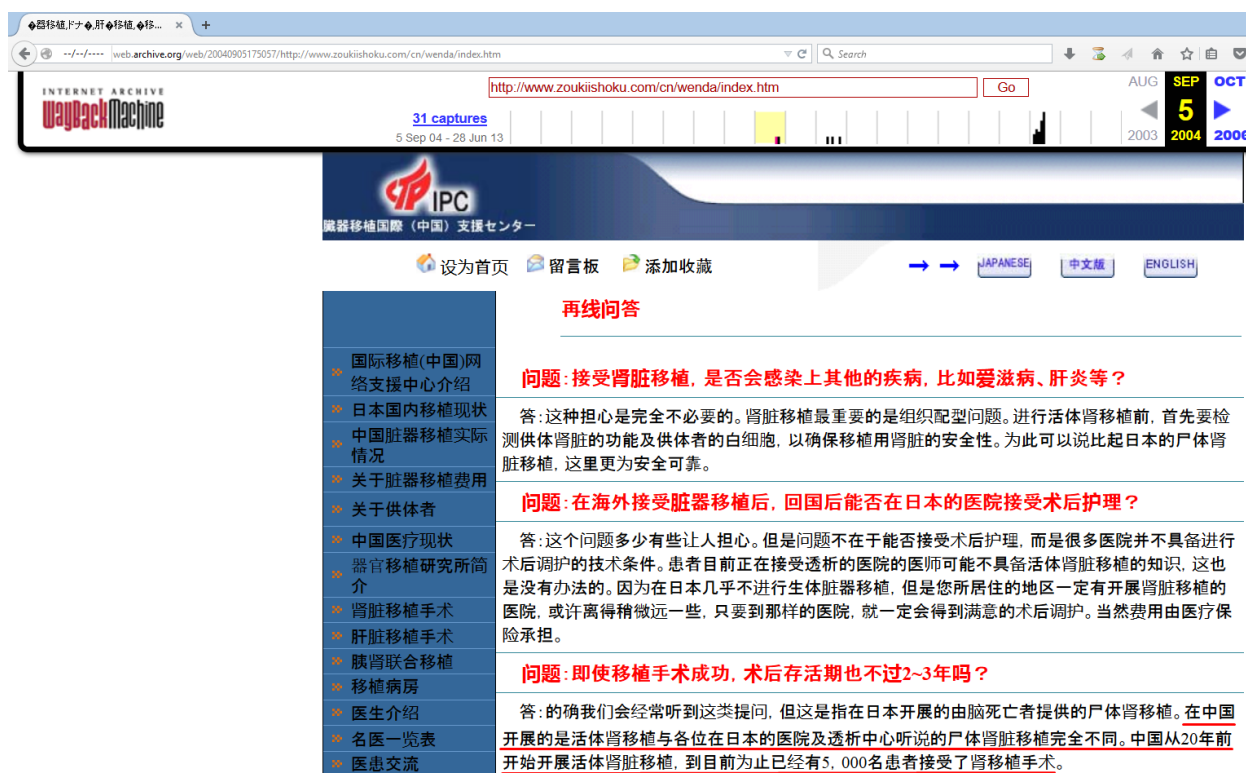 �器移植,ドナ�,肝�移植,�移...
--/--/---- web.archive.org/web/20040905175057/http://www.zoukiishoku.com/cn/wenda/index.htm
Search
INTERNET ARCHIVE
WayBackMachine
http://www.zoukiishoku.com/cn/wenda/index.htm
Go
31 captures
5 Sep 04 - 28 Jun 13
AUG SEP OCT
5
2003 2004 2006
IPC
臓器移植国際（中国）支援センター
设为首页 留言板 添加收藏
→ → JAPANESE 中文版 ENGLISH
再线问答
国际移植(中国)网
络支援中心介绍
日本国内移植现状
中国脏器移植实际
情况
关于脏器移植费用
关于供体者
中国医疗现状
器官移植研究所简
介
肾脏移植手术
肝脏移植手术
胰肾联合移植
移植病房
医生介绍
名医一览表
医患交流
问题:接受肾脏移植, 是否会感染上其他的疾病, 比如爱滋病、肝炎等？
答:这种担心是完全不必要的。肾脏移植最重要的是组织配型问题。进行活体肾移植前, 首先要检
测供体肾脏的功能及供体者的白细胞, 以确保移植用肾脏的安全性。为此可以说比起日本的尸体肾
脏移植, 这里更为安全可靠。
问题:在海外接受脏器移植后, 回国后能否在日本的医院接受术后护理？
答:这个问题多少有些让人担心。但是问题不在于能否接受术后护理, 而是很多医院并不具备进行
术后调护的技术条件。患者目前正在接受透析的医院的医师可能不具备活体肾脏移植的知识, 这也
是没有办法的。因为在日本几乎不进行生体脏器移植, 但是您所居住的地区一定有开展肾脏移植的
医院, 或许离得稍微远一些, 只要到那样的医院, 就一定会得到满意的术后调护。当然费用由医疗保
险承担。
问题:即使移植手术成功, 术后存活期也不过2~3年吗？
答:的确我们会经常听到这类提问, 但这是指在日本开展的由脑死亡者提供的尸体肾移植。在中国
开展的是活体肾移植与各位在日本的医院及透析中心听说的尸体肾脏移植完全不同。中国从20年前
开始开展活体肾脏移植, 到目前为止已经有5, 000名患者接受了肾移植手术。